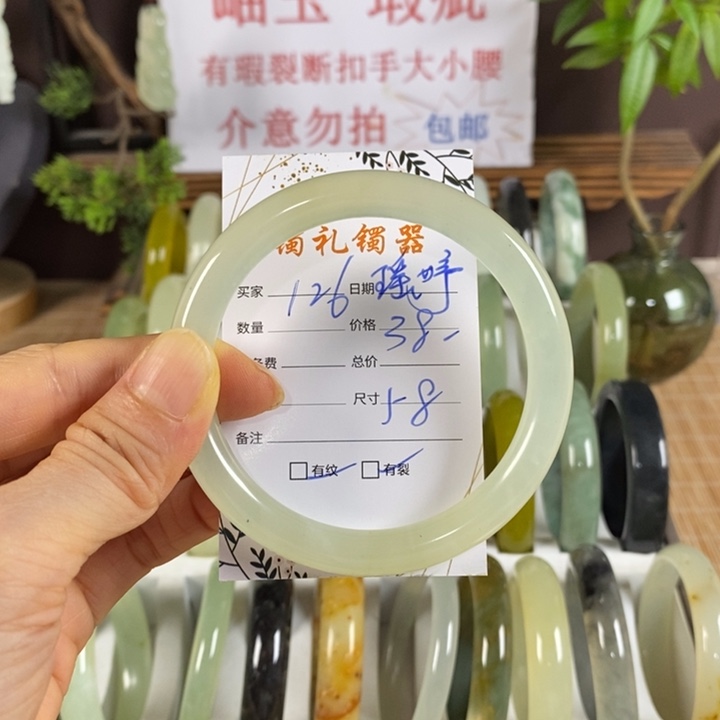 岫玉 瑕疵
有瑕裂断扣手大小腰
介意勿拍 包邮
礼镯器
买家 126 日期
数量 价格 38-
费 总价
尺寸 58
备注
有纹 有裂